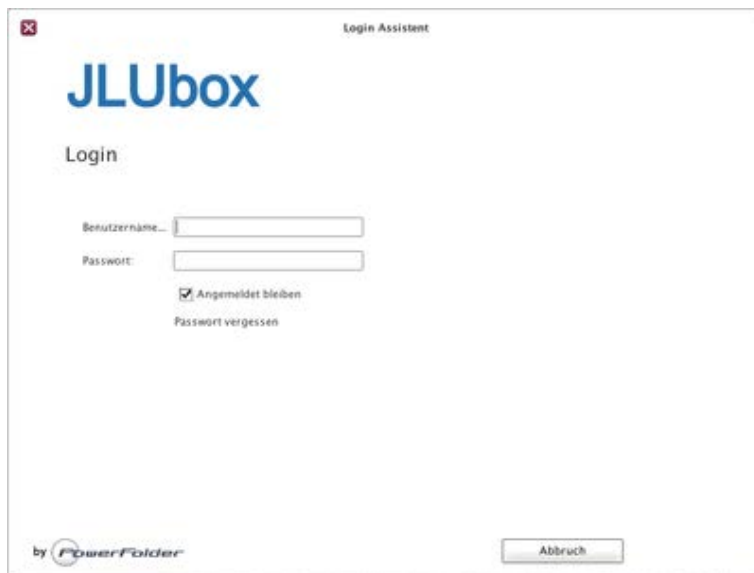 Login Assistent
JLUbox
Login
Benutzername...
Passwort:
Angemeldet bleiben
Passwort vergessen
by PowerFolder
Abbruch